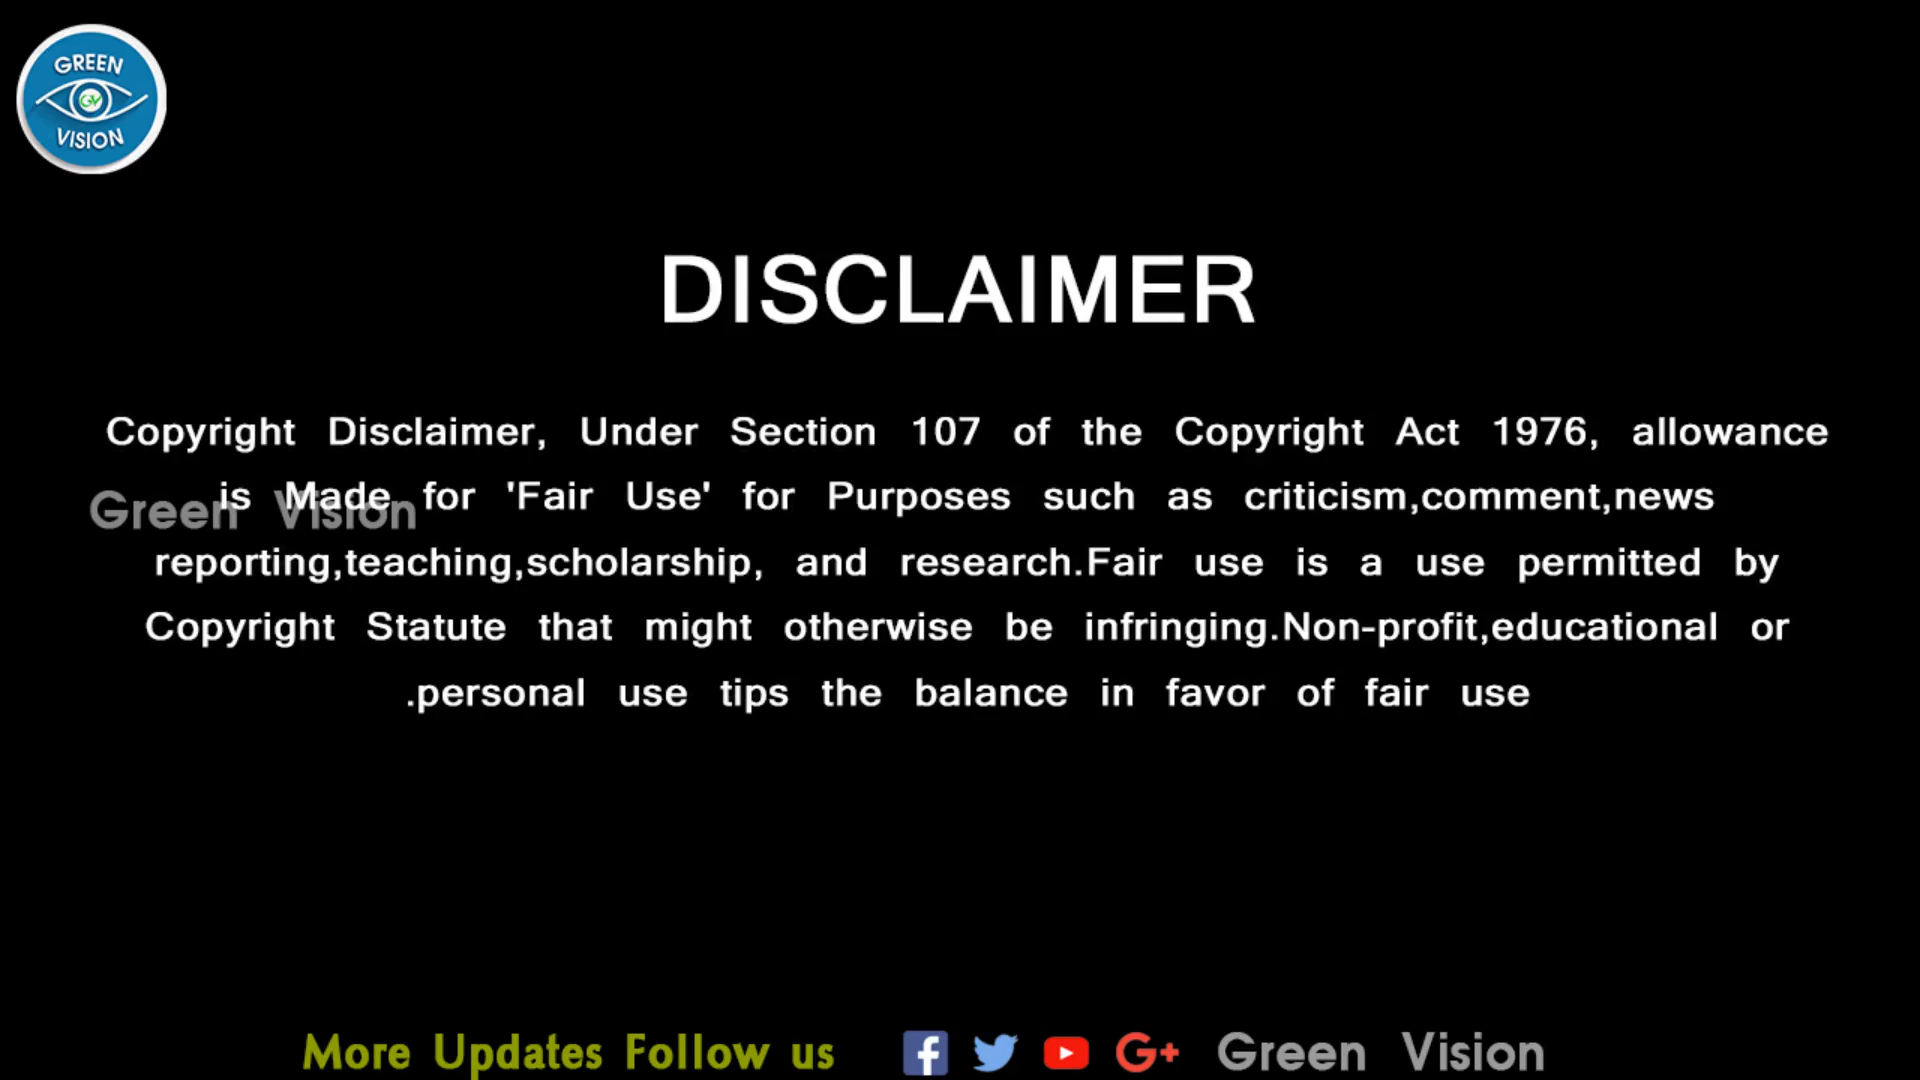 GREEN
GV
VISION
DISCLAIMER
Copyright Disclaimer, Under Section 107 of the Copyright Act 1976, allowance
is Made for 'Fair Use' for Purposes such as criticism,comment,news
Green Vision
reporting,teaching,scholarship, and research.Fair use is a use permitted by
Copyright Statute that might otherwise be infringing.Non-profit,educational or
.personal use tips the balance in favor of fair use
More Updates Follow us f G+ Green Vision